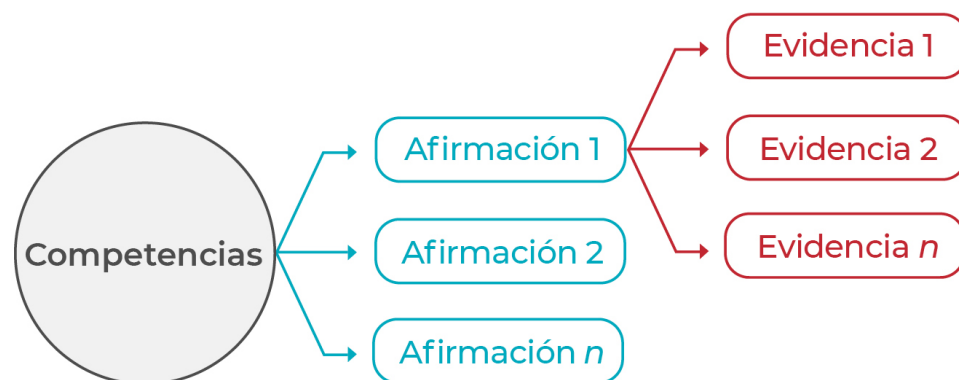 Competencias
Afirmación 1
Afirmación 2
Afirmación n
Evidencia 1
Evidencia 2
Evidencia n